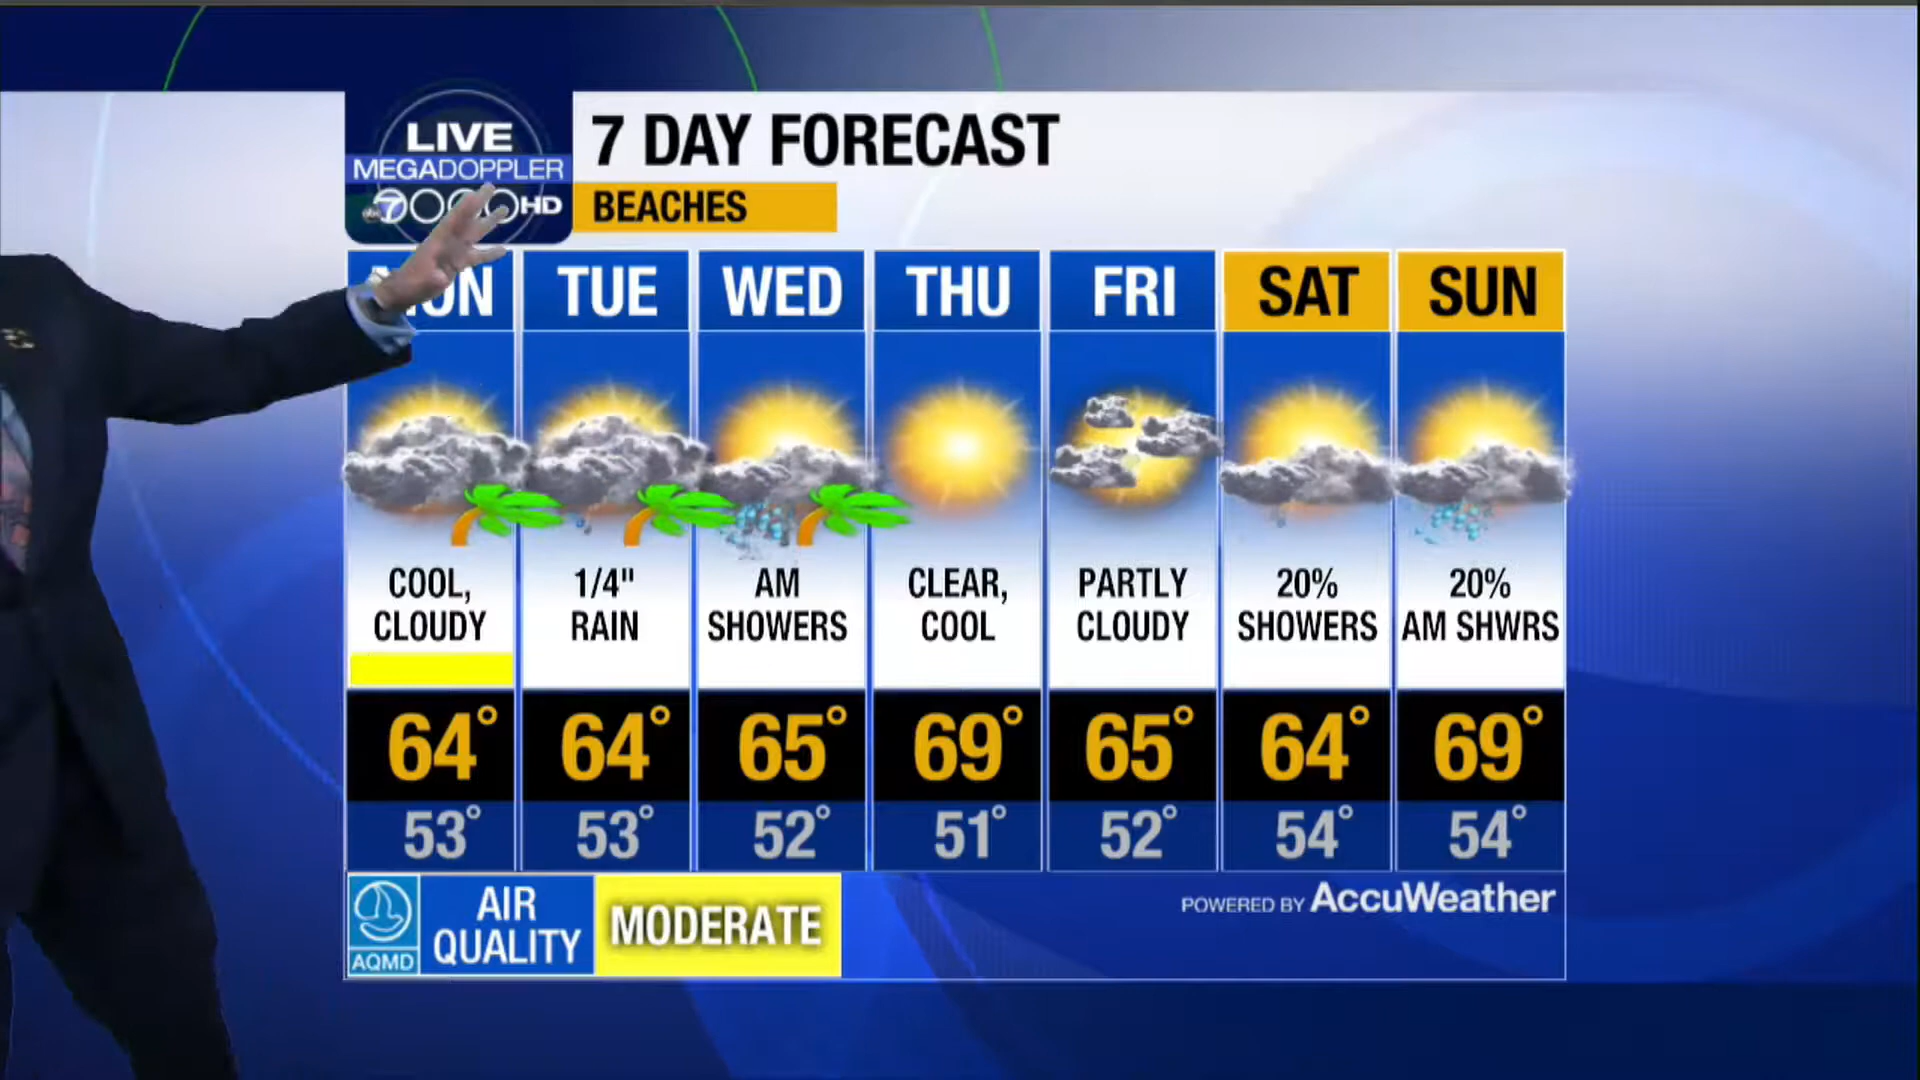 LIVE
MEGADOPPLER
abc7000HD
7 DAY FORECAST
BEACHES
MON TUE WED THU FRI SAT SUN
COOL, CLOUDY
1/4" RAIN
AM SHOWERS
CLEAR, COOL
PARTLY CLOUDY
20% SHOWERS
20% AM SHWRS
64° 64° 65° 69° 65° 64° 69°
53° 53° 52° 51° 52° 54° 54°
AQMD
AIR QUALITY
MODERATE
POWERED BY AccuWeather